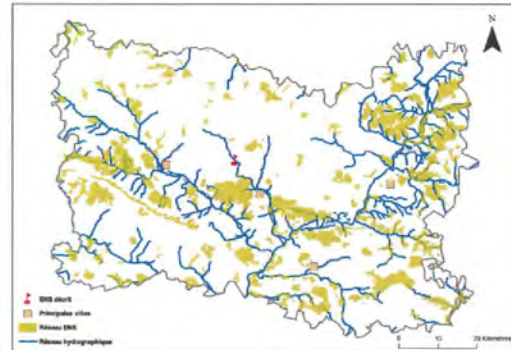 N
ENS décrit
Principales villes
Réseau ENS
Réseau hydrographique
0
10
20 Kilomètres